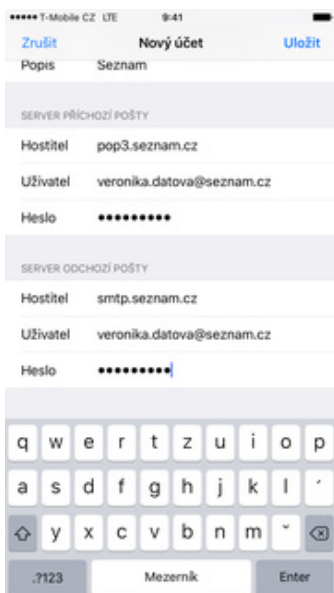 T-Mobile CZ LTE 9:41
Zrušit Nový účet Uložit
Popis Seznam
SERVER PŘÍCHOZÍ POŠTY
Hostitel pop3.seznam.cz
Uživatel veronika.datova@seznam.cz
Heslo •••••••••
SERVER ODCHOZÍ POŠTY
Hostitel smtp.seznam.cz
Uživatel veronika.datova@seznam.cz
Heslo •••••••••
q w e r t z u i o p
a s d f g h j k l ´
y x c v b n m ˇ
.?123 Mezerník Enter